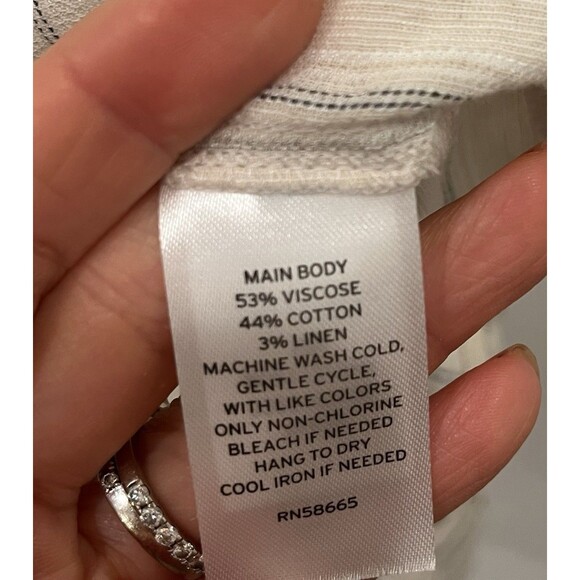 MAIN BODY
53% VISCOSE
44% COTTON
3% LINEN
MACHINE WASH COLD,
GENTLE CYCLE,
WITH LIKE COLORS
ONLY NON-CHLORINE
BLEACH IF NEEDED
HANG TO DRY
COOL IRON IF NEEDED
RN58665